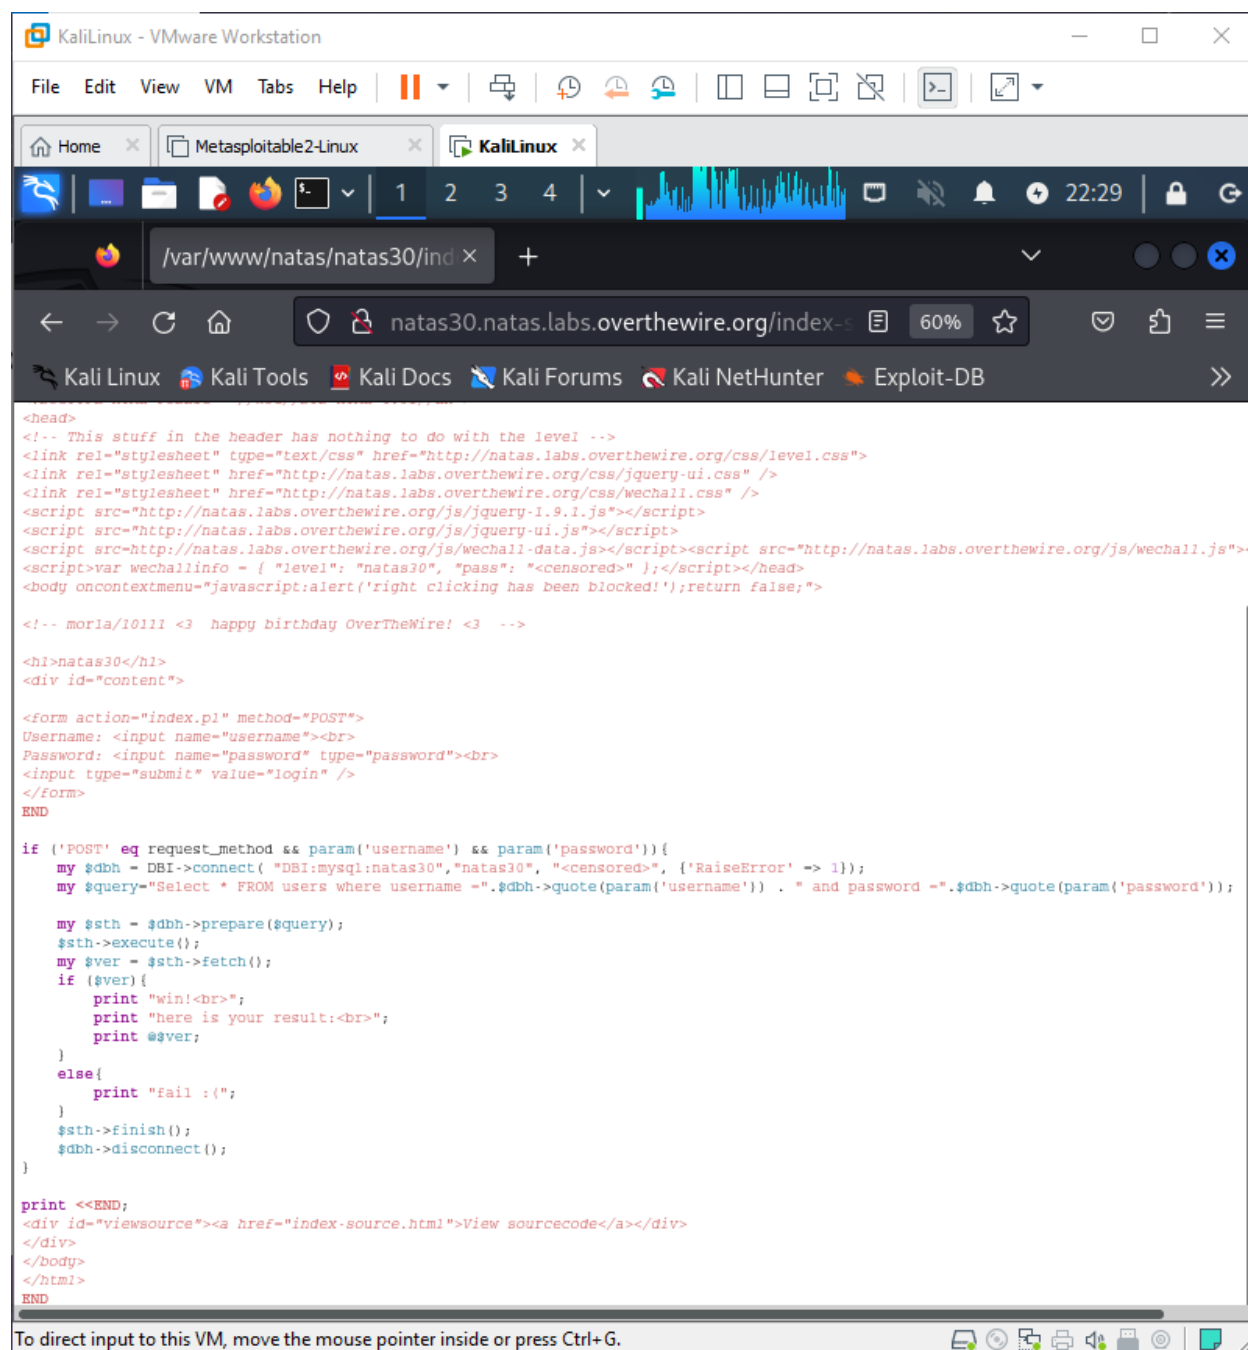 KaliLinux - VMware Workstation
File Edit View VM Tabs Help
Home Metasploitable2-Linux KaliLinux
1 2 3 4 22:29
/var/www/natas/natas30/ind
natas30.natas.labs.overthewire.org/index-s 60%
Kali Linux Kali Tools Kali Docs Kali Forums Kali NetHunter Exploit-DB
<head>
<!-- This stuff in the header has nothing to do with the level -->
<link rel="stylesheet" type="text/css" href="http://natas.labs.overthewire.org/css/level.css">
<link rel="stylesheet" href="http://natas.labs.overthewire.org/css/jquery-ui.css" />
<link rel="stylesheet" href="http://natas.labs.overthewire.org/css/wechall.css" />
<script src="http://natas.labs.overthewire.org/js/jquery-1.9.1.js"></script>
<script src="http://natas.labs.overthewire.org/js/jquery-ui.js"></script>
<script src=http://natas.labs.overthewire.org/js/wechall-data.js></script><script src="http://natas.labs.overthewire.org/js/wechall.js"><
<script>var wechallinfo = { "level": "natas30", "pass": "<censored>" };</script></head>
<body oncontextmenu="javascript:alert('right clicking has been blocked!');return false;">
<!-- morla/10111 <3  happy birthday OverTheWire! <3  -->
<h1>natas30</h1>
<div id="content">
<form action="index.pl" method="POST">
Username: <input name="username"><br>
Password: <input name="password" type="password"><br>
<input type="submit" value="login" />
</form>
END
if ('POST' eq request_method && param('username') && param('password')){
    my $dbh = DBI->connect( "DBI:mysql:natas30","natas30", "<censored>", {'RaiseError' => 1});
    my $query="Select * FROM users where username =".$dbh->quote(param('username')) . " and password =".$dbh->quote(param('password'));
    my $sth = $dbh->prepare($query);
    $sth->execute();
    my $ver = $sth->fetch();
    if ($ver){
        print "win!<br>";
        print "here is your result:<br>";
        print @$ver;
    }
    else{
        print "fail :(";
    }
    $sth->finish();
    $dbh->disconnect();
}
print <<END;
<div id="viewsource"><a href="index-source.html">View sourcecode</a></div>
</div>
</body>
</html>
END
To direct input to this VM, move the mouse pointer inside or press Ctrl+G.